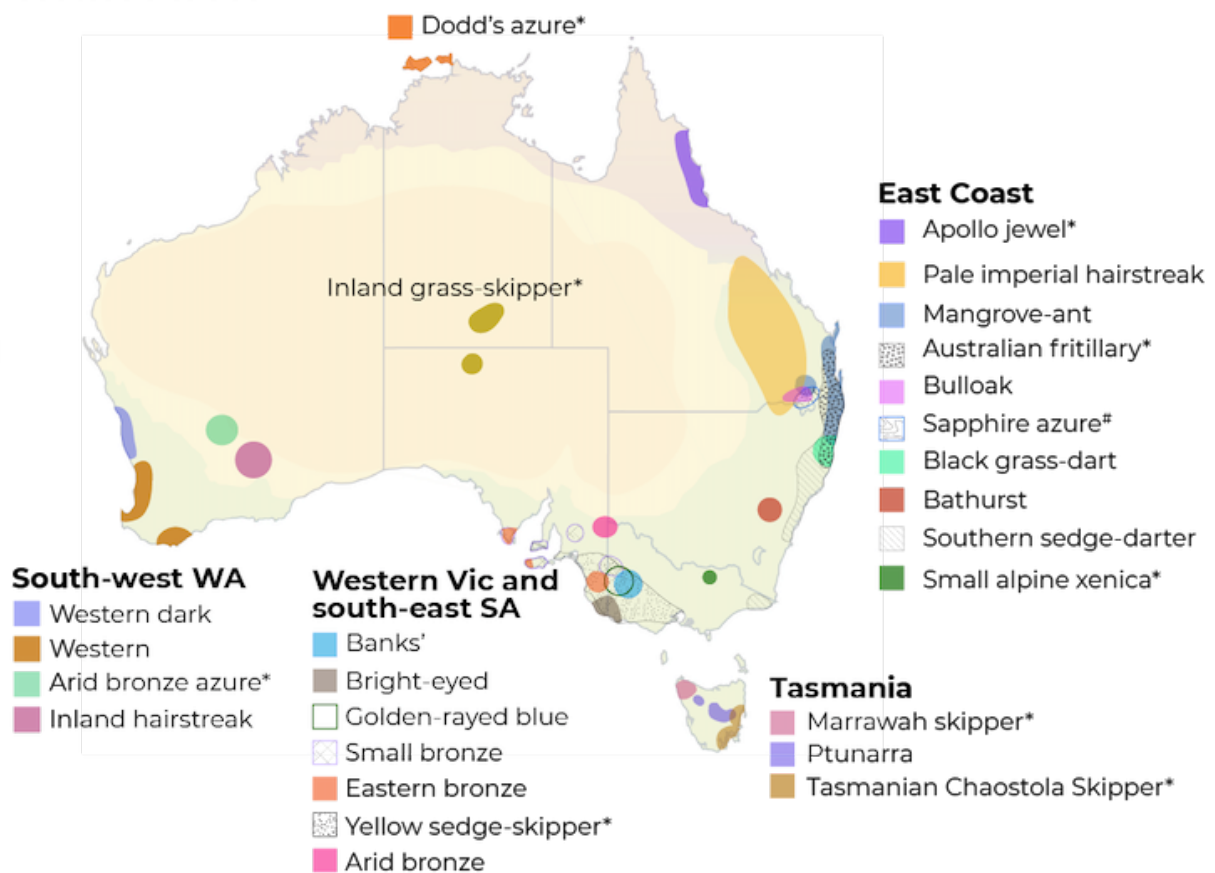 Dodd's azure*
Inland grass-skipper*
East Coast
Apollo jewel*
Pale imperial hairstreak
Mangrove-ant
Australian fritillary*
Bulloak
Sapphire azure#
Black grass-dart
Bathurst
Southern sedge-darter
Small alpine xenica*
South-west WA
Western dark
Western
Arid bronze azure*
Inland hairstreak
Western Vic and
south-east SA
Banks'
Bright-eyed
Golden-rayed blue
Small bronze
Eastern bronze
Yellow sedge-skipper*
Arid bronze
Tasmania
Marrawah skipper*
Ptunarra
Tasmanian Chaostola Skipper*